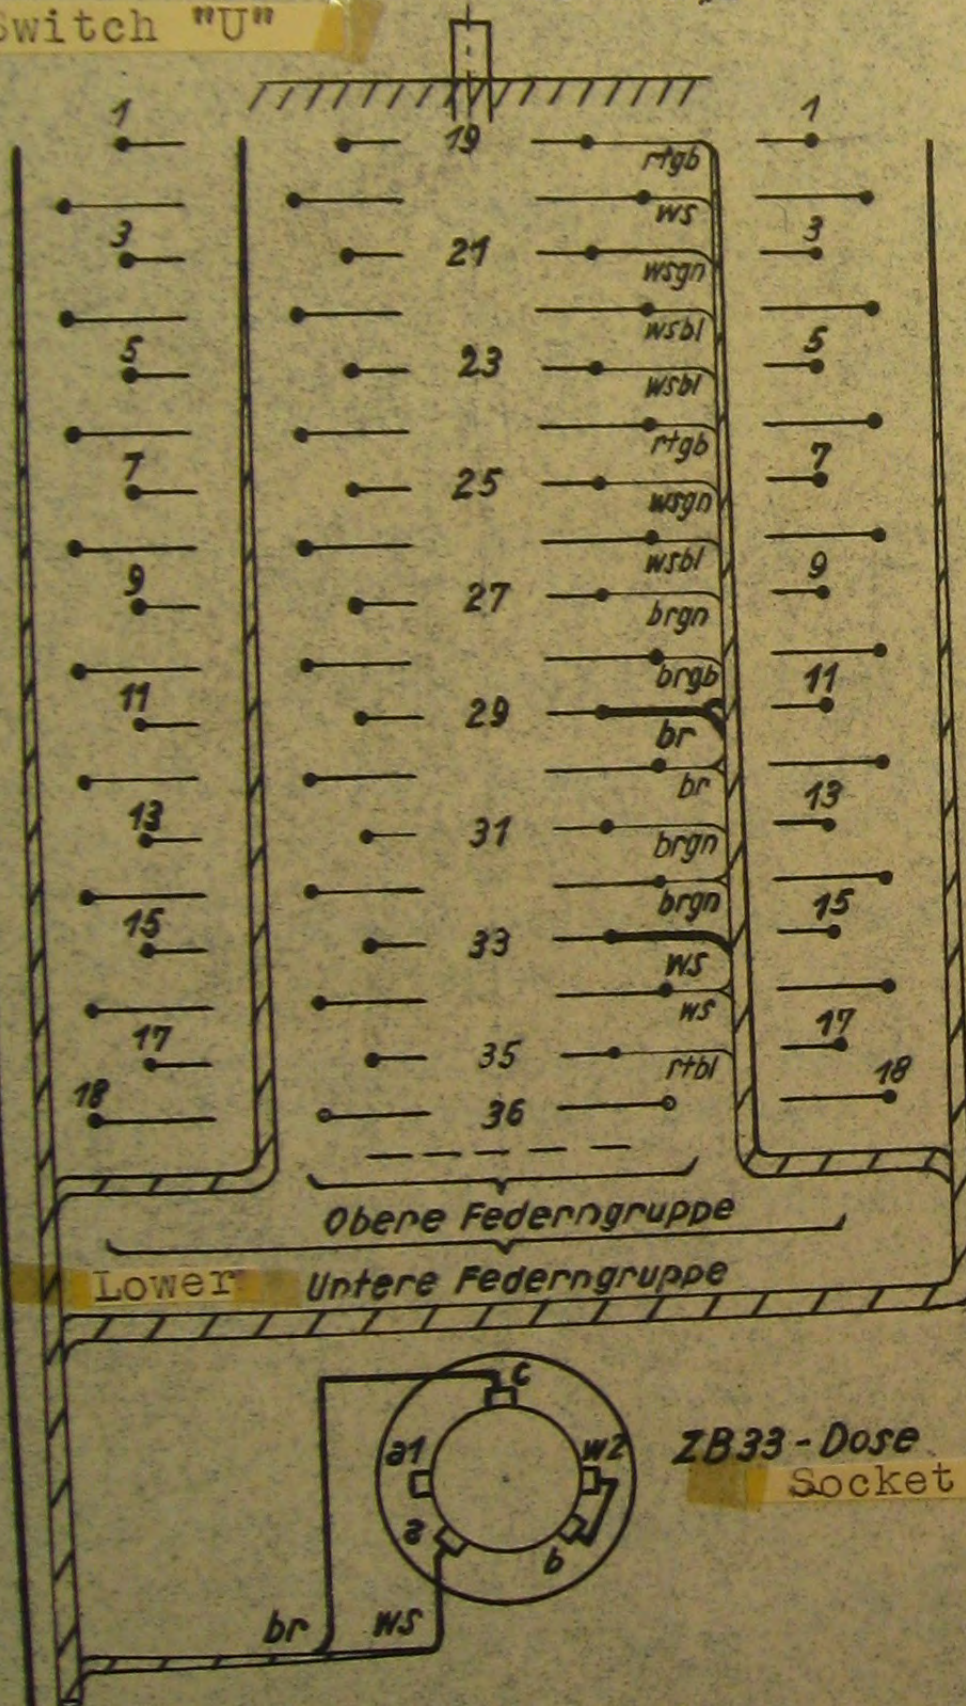 Switch "U"
1 19 rtgb 1
ws
3 21 wsgn 3
wsbl
5 23 wsbl 5
rtgb
7 25 wsgn 7
wsbl
9 27 brgn 9
brgb
11 29 br 11
br
13 31 brgn 13
brgn
15 33 ws 15
ws
17 35 rtbl 17
18 36 18
Obere Federngruppe
Lower Untere Federngruppe
c
a1 w2 ZB33-Dose
Socket
a b
br ws